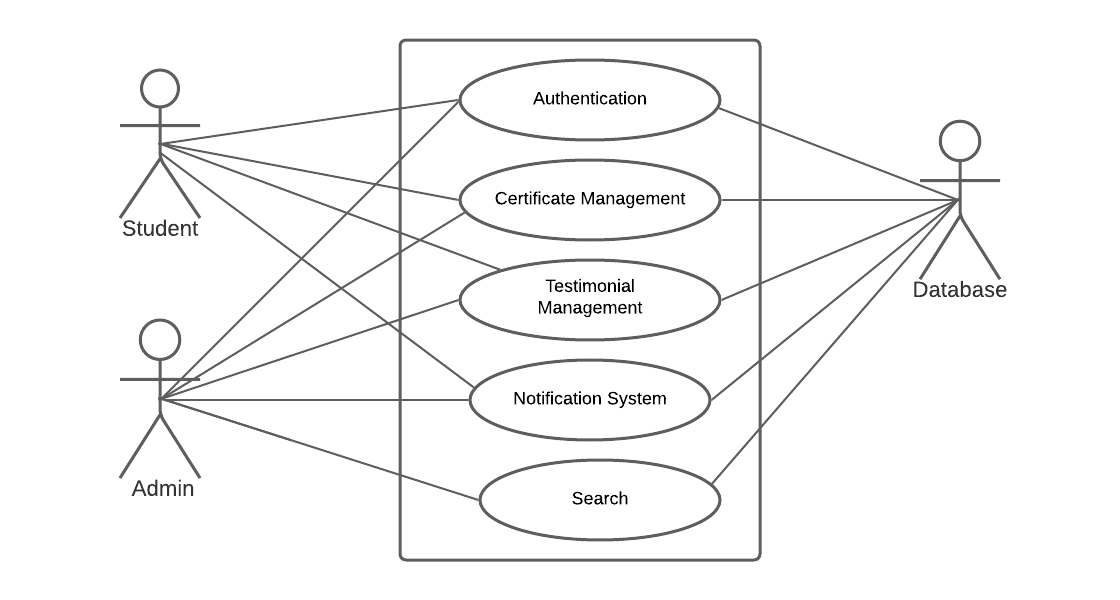 Authentication
Student
Certificate Management
Testimonial
Management
Database
Notification System
Admin
Search